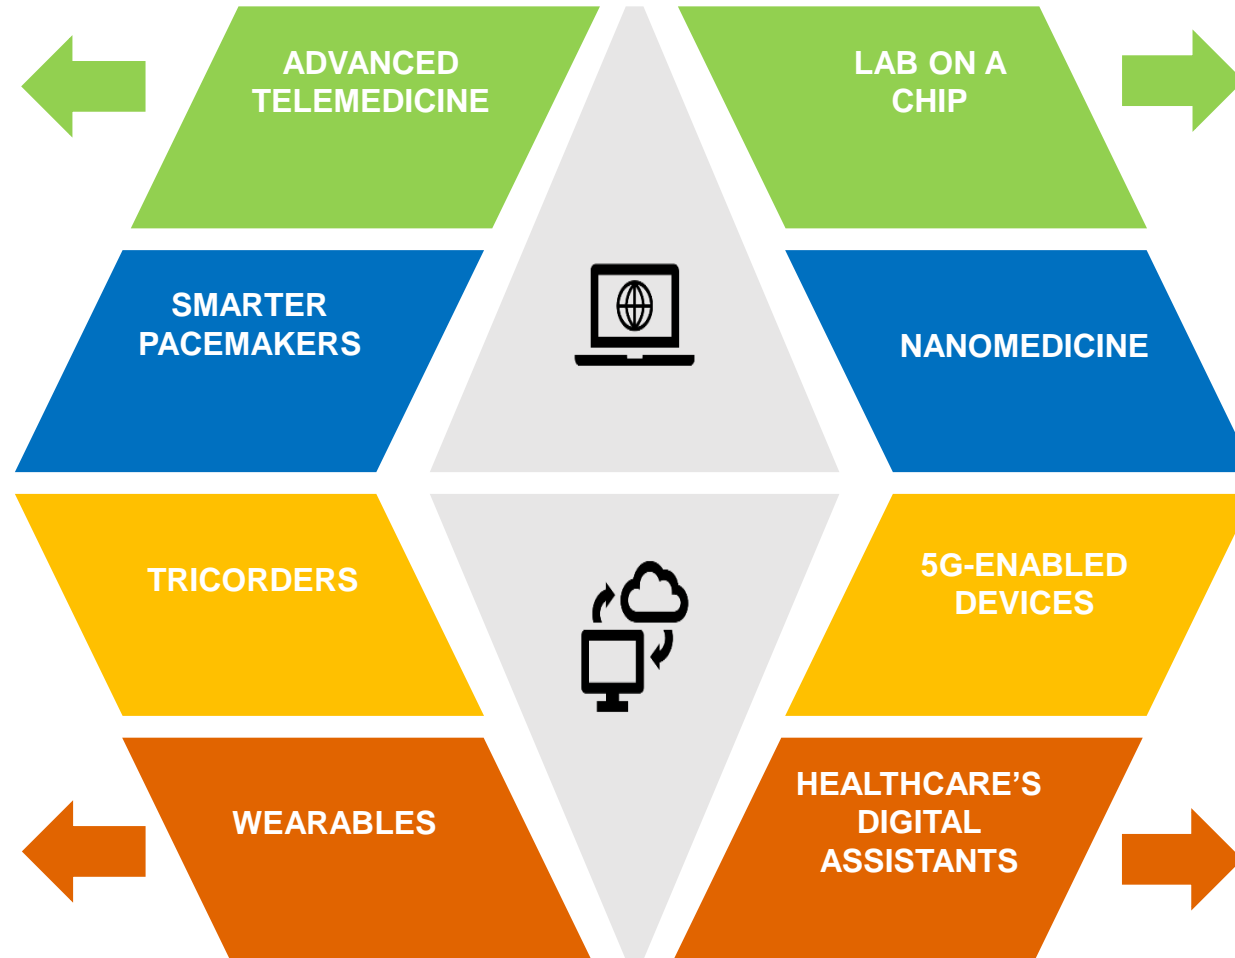 ADVANCED
TELEMEDICINE
LAB ON A
CHIP
SMARTER
PACEMAKERS
NANOMEDICINE
TRICORDERS
5G-ENABLED
DEVICES
WEARABLES
HEALTHCARE’S
DIGITAL
ASSISTANTS